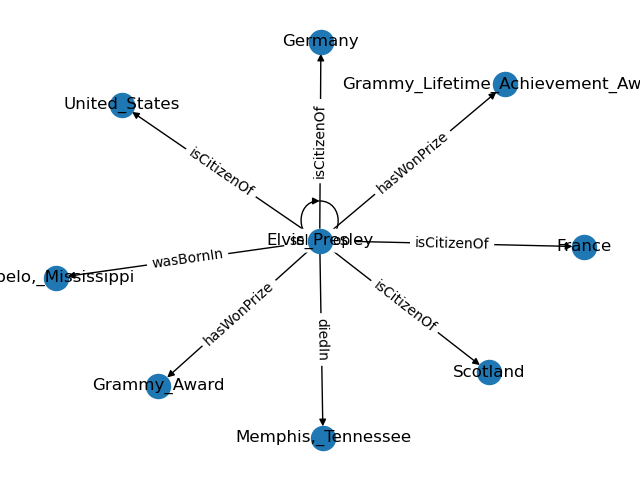 Germany
Grammy_Lifetime_Achievement_Aw
United_States
isCitizenOf
isCitizenOf
hasWonPrize
Elvis_Presley
isCitizenOf
France
wasBornIn
pelo,_Mississippi
hasWonPrize
diedIn
isCitizenOf
Scotland
Grammy_Award
Memphis,_Tennessee